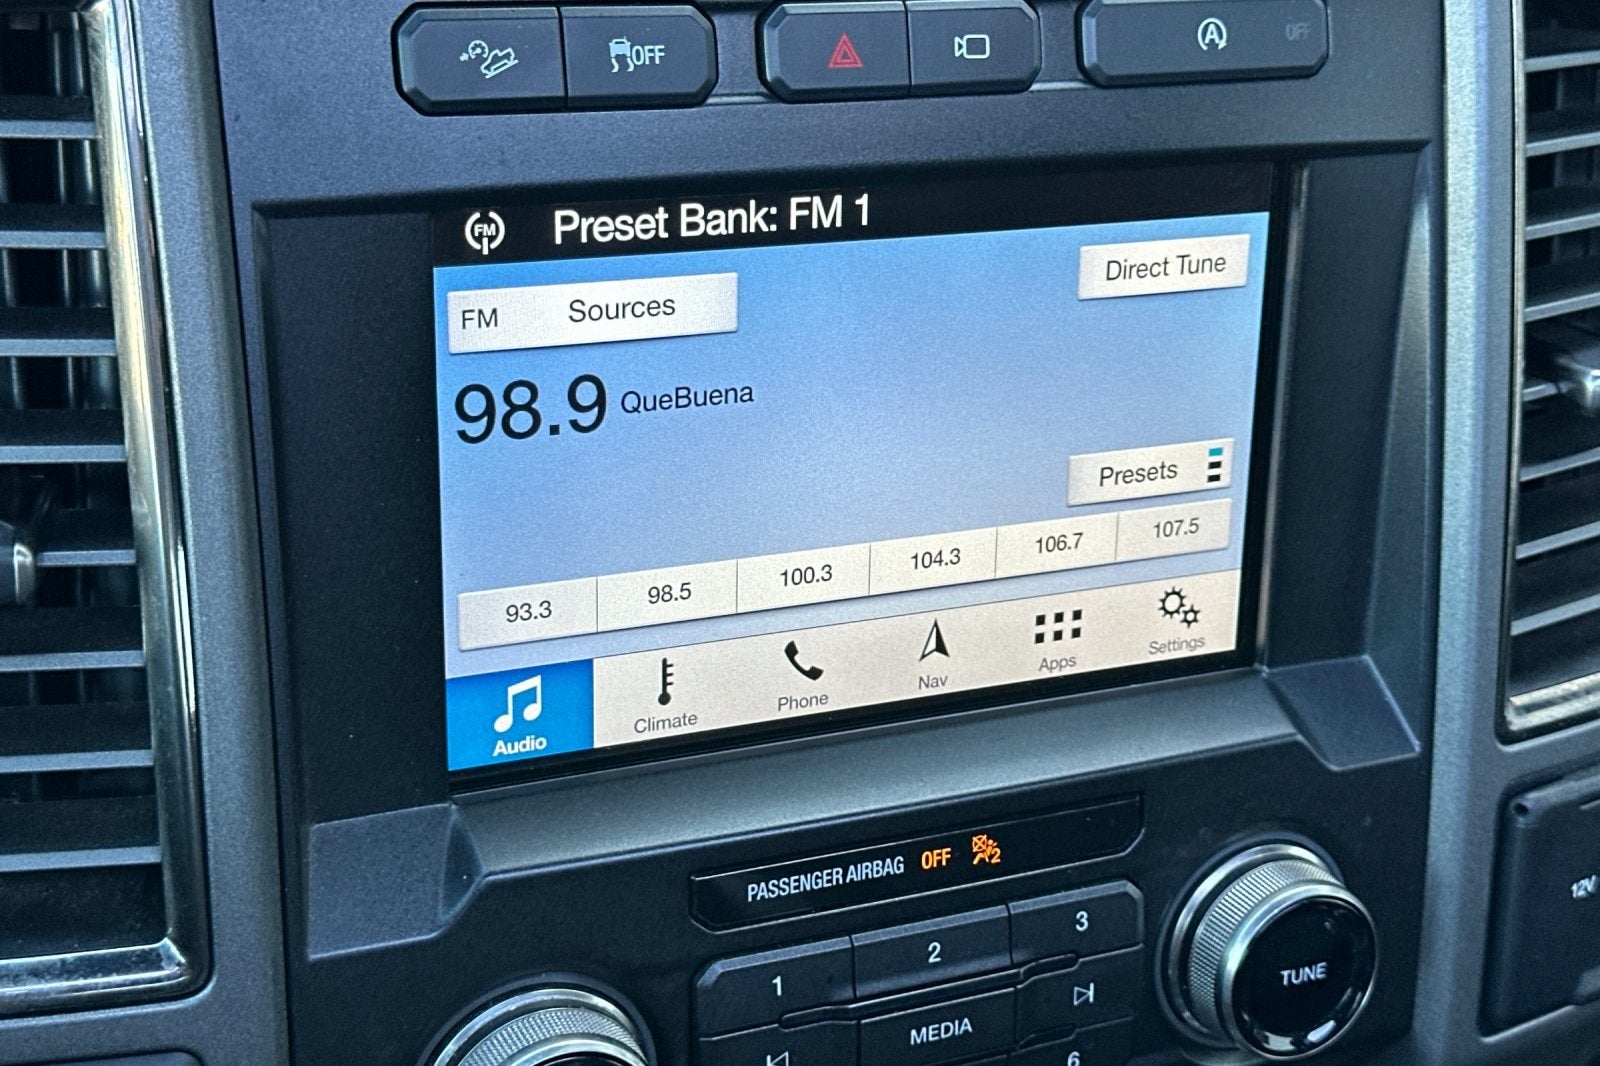 OFF
A
OFF
FM
Preset Bank: FM 1
FM Sources
Direct Tune
98.9 QueBuena
Presets
93.3 98.5 100.3 104.3 106.7 107.5
Audio Climate Phone Nav Apps Settings
PASSENGER AIRBAG OFF 2
1 2 3
MEDIA
6
TUNE
12V